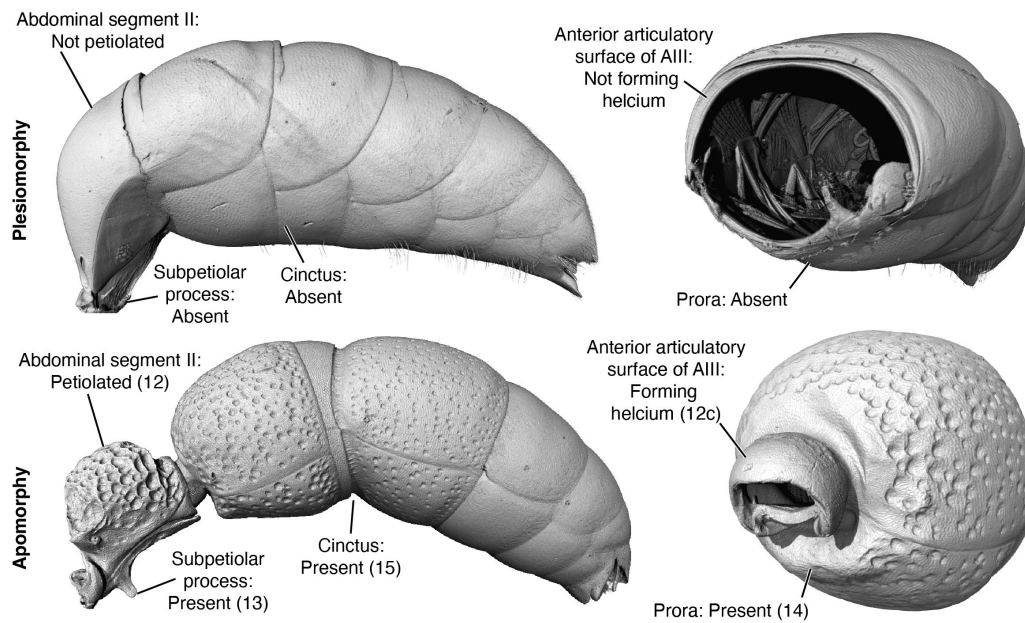 Abdominal segment II:
Not petiolated
Anterior articulatory
surface of AIII:
Not forming
helcium
Plesiomorphy
Subpetiolar
process:
Absent
Cinctus:
Absent
Prora: Absent
Abdominal segment II:
Petiolated (12)
Anterior articulatory
surface of AIII:
Forming
helcium (12c)
Apomorphy
Subpetiolar
process:
Present (13)
Cinctus:
Present (15)
Prora: Present (14)